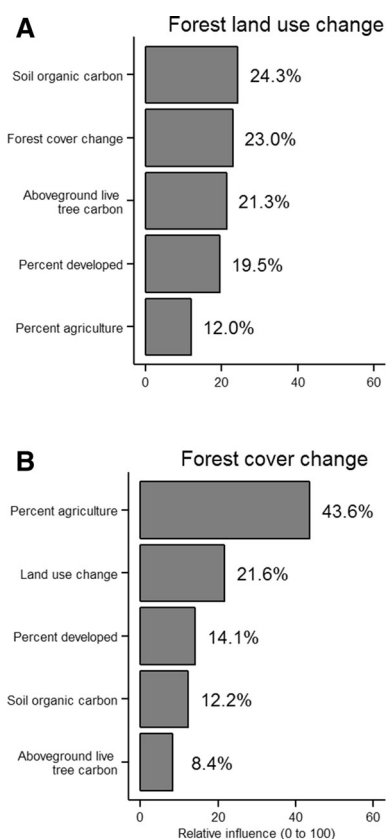 A
Forest land use change
Soil organic carbon
24.3%
Forest cover change
23.0%
Aboveground live
tree carbon
21.3%
Percent developed
19.5%
Percent agriculture
12.0%
0 20 40 60
B
Forest cover change
Percent agriculture
43.6%
Land use change
21.6%
Percent developed
14.1%
Soil organic carbon
12.2%
Aboveground live
tree carbon
8.4%
0 20 40 60
Relative influence (0 to 100)